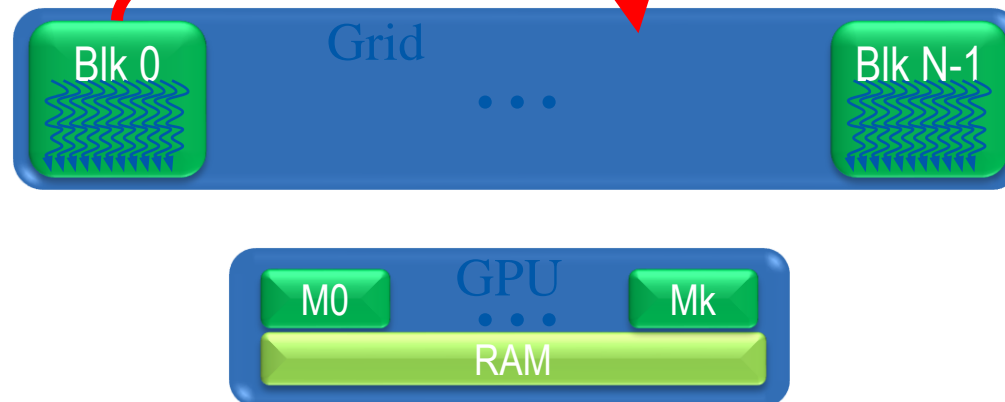 Grid
Blk 0
• • •
Blk N-1
GPU
M0
• • •
Mk
RAM